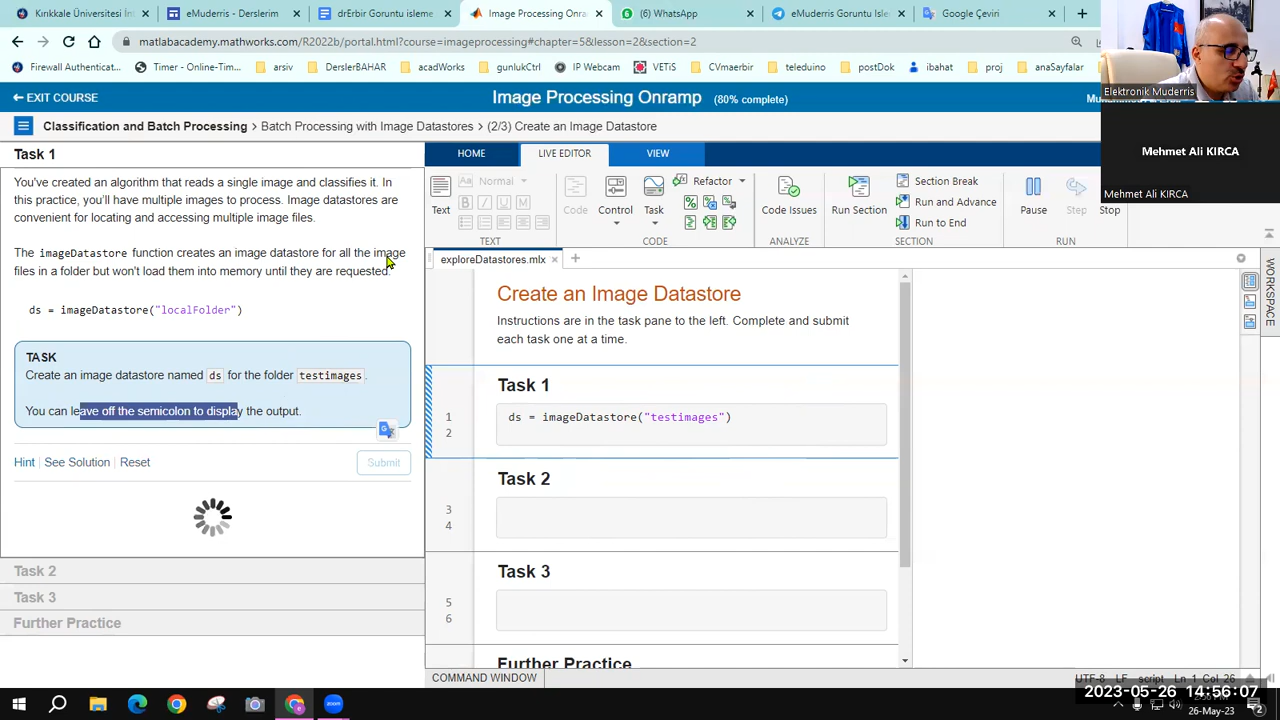 Kırıkkale Üniversitesi İnf
eMuderris - Derslerim
drErbir Goruntu isleme
Image Processing Onram
(6) WhatsApp
eMuderris Goruntu Isle
Google Çeviri
matlabacademy.mathworks.com/R2022b/portal.html?course=imageprocessing#chapter=5&lesson=2&section=2
Firewall Authenticat...
Timer - Online-Tim...
arsiv
DerslerBAHAR
acadWorks
gunlukCtrl
IP Webcam
VETiS
CVmaerbir
teleduino
postDok
ibahat
proj
anaSayfalar
EXIT COURSE
Image Processing Onramp (80% complete)
Elektronik Muderris
Classification and Batch Processing > Batch Processing with Image Datastores > (2/3) Create an Image Datastore
Mehmet Ali KIRCA
Mehmet Ali KIRCA
Task 1
You've created an algorithm that reads a single image and classifies it. In
this practice, you'll have multiple images to process. Image datastores are
convenient for locating and accessing multiple image files.
The imageDatastore function creates an image datastore for all the image
files in a folder but won't load them into memory until they are requested.
ds = imageDatastore("localFolder")
TASK
Create an image datastore named ds for the folder testimages.
You can leave off the semicolon to display the output.
Hint | See Solution | Reset
Submit
Task 2
Task 3
Further Practice
HOME
LIVE EDITOR
VIEW
Text
Aa Normal
B I U M
TEXT
Code
Control
Task
Refactor
CODE
Code Issues
ANALYZE
Run Section
Section Break
Run and Advance
Run to End
SECTION
Pause
Step
Stop
RUN
exploreDatastores.mlx
WORKSPACE
Create an Image Datastore
Instructions are in the task pane to the left. Complete and submit
each task one at a time.
Task 1
1 ds = imageDatastore("testimages")
2
Task 2
3
4
Task 3
5
6
Further Practice
COMMAND WINDOW
UTF-8 LF script Ln 1 Col 26
2023-05-26 14:56:07
26-May-23
2